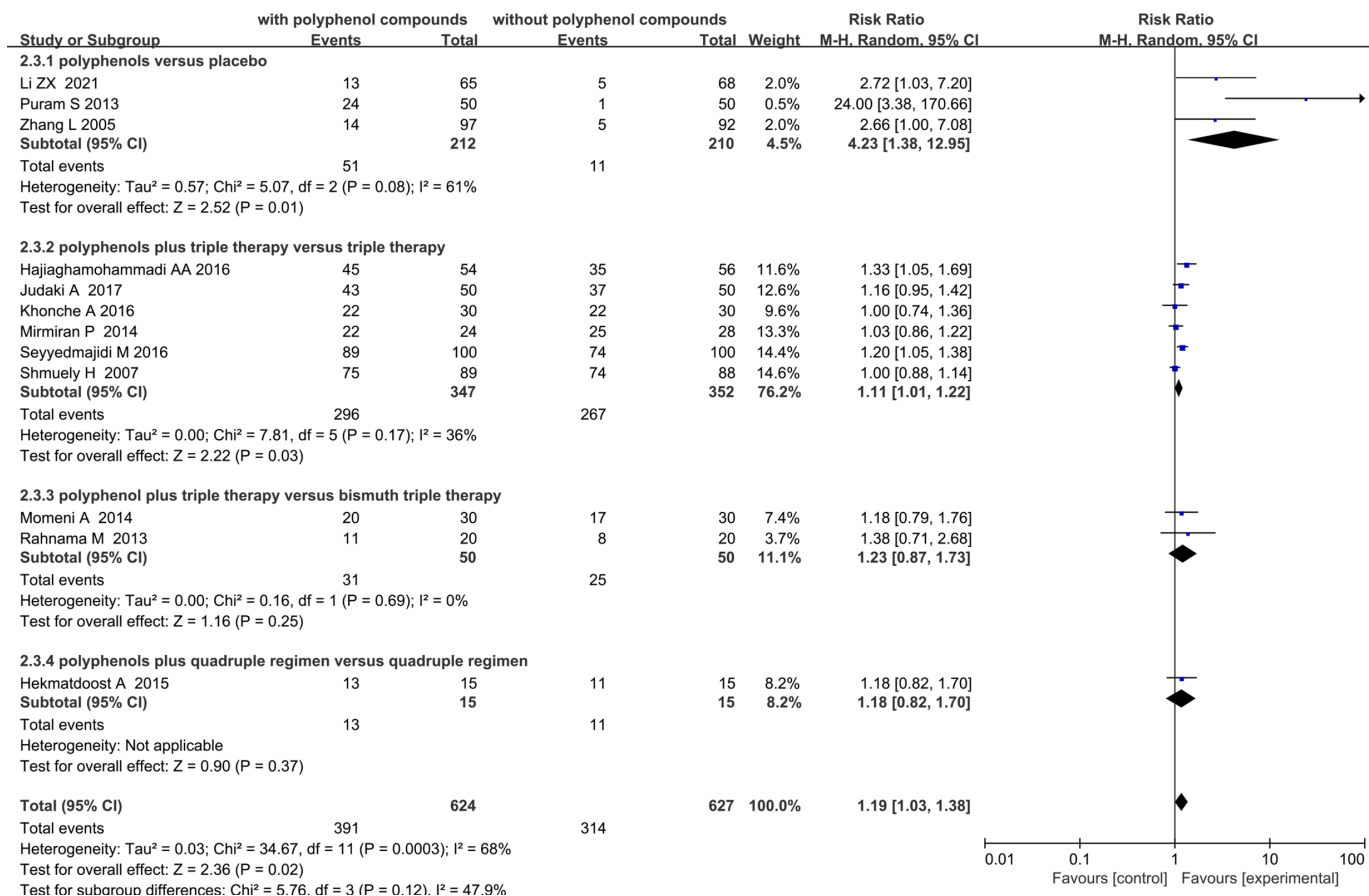 with polyphenol compounds without polyphenol compounds Risk Ratio Risk Ratio
Study or Subgroup Events Total Events Total Weight M-H, Random, 95% CI M-H, Random, 95% CI
2.3.1 polyphenols versus placebo
Li ZX 2021 13 65 5 68 2.0% 2.72 [1.03, 7.20]
Puram S 2013 24 50 1 50 0.5% 24.00 [3.38, 170.66]
Zhang L 2005 14 97 5 92 2.0% 2.66 [1.00, 7.08]
Subtotal (95% CI) 212 210 4.5% 4.23 [1.38, 12.95]
Total events 51 11
Heterogeneity: Tau² = 0.57; Chi² = 5.07, df = 2 (P = 0.08); I² = 61%
Test for overall effect: Z = 2.52 (P = 0.01)
2.3.2 polyphenols plus triple therapy versus triple therapy
Hajiaghamohammadi AA 2016 45 54 35 56 11.6% 1.33 [1.05, 1.69]
Judaki A 2017 43 50 37 50 12.6% 1.16 [0.95, 1.42]
Khonche A 2016 22 30 22 30 9.6% 1.00 [0.74, 1.36]
Mirmiran P 2014 22 24 25 28 13.3% 1.03 [0.86, 1.22]
Seyyedmajidi M 2016 89 100 74 100 14.4% 1.20 [1.05, 1.38]
Shmuely H 2007 75 89 74 88 14.6% 1.00 [0.88, 1.14]
Subtotal (95% CI) 347 352 76.2% 1.11 [1.01, 1.22]
Total events 296 267
Heterogeneity: Tau² = 0.00; Chi² = 7.81, df = 5 (P = 0.17); I² = 36%
Test for overall effect: Z = 2.22 (P = 0.03)
2.3.3 polyphenol plus triple therapy versus bismuth triple therapy
Momeni A 2014 20 30 17 30 7.4% 1.18 [0.79, 1.76]
Rahnama M 2013 11 20 8 20 3.7% 1.38 [0.71, 2.68]
Subtotal (95% CI) 50 50 11.1% 1.23 [0.87, 1.73]
Total events 31 25
Heterogeneity: Tau² = 0.00; Chi² = 0.16, df = 1 (P = 0.69); I² = 0%
Test for overall effect: Z = 1.16 (P = 0.25)
2.3.4 polyphenols plus quadruple regimen versus quadruple regimen
Hekmatdoost A 2015 13 15 11 15 8.2% 1.18 [0.82, 1.70]
Subtotal (95% CI) 15 15 8.2% 1.18 [0.82, 1.70]
Total events 13 11
Heterogeneity: Not applicable
Test for overall effect: Z = 0.90 (P = 0.37)
Total (95% CI) 624 627 100.0% 1.19 [1.03, 1.38]
Total events 391 314
Heterogeneity: Tau² = 0.03; Chi² = 34.67, df = 11 (P = 0.0003); I² = 68%
Test for overall effect: Z = 2.36 (P = 0.02)
Test for subgroup differences: Chi² = 5.76, df = 3 (P = 0.12), I² = 47.9%
0.01 0.1 1 10 100
Favours [control] Favours [experimental]